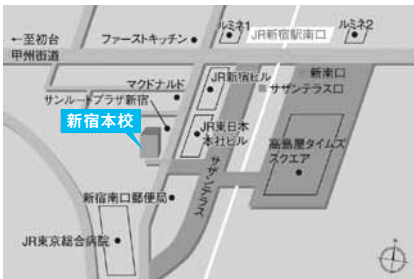 ルミネ1
ルミネ2
←至初台
ファーストキッチン
JR新宿駅南口
甲州街道
マクドナルド
JR新宿ビル
新南口
サンルートプラザ新宿
サザンテラス口
新宿本校
JR東日本
本社ビル
高島屋タイムズ
スクエア
サザンテラス
新宿南口郵便局
JR東京総合病院